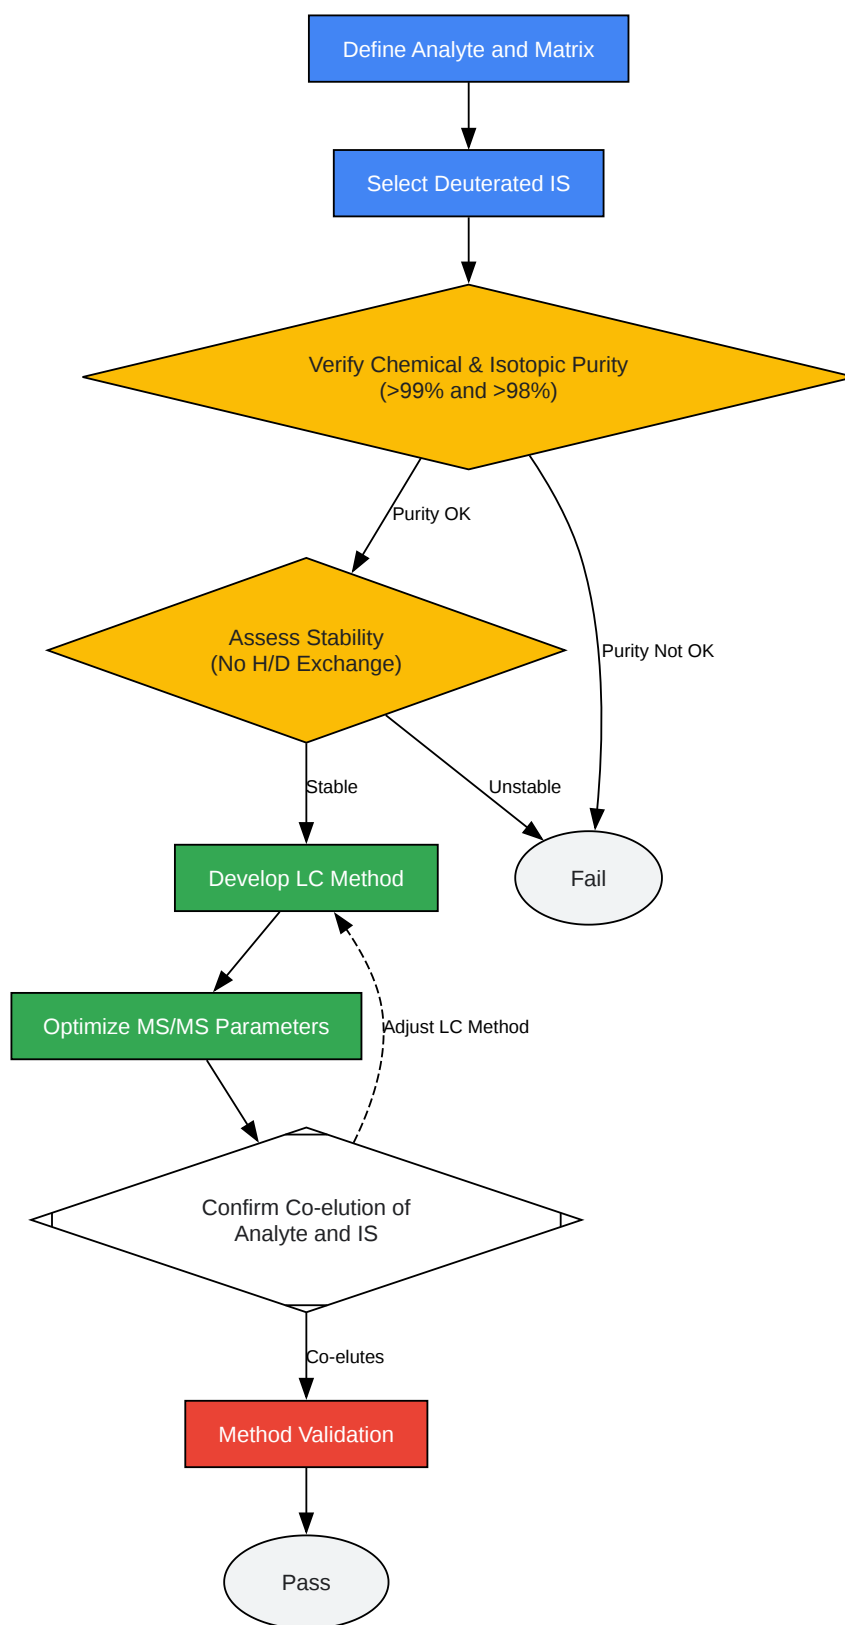 Define Analyte and Matrix
Select Deuterated IS
Verify Chemical & Isotopic Purity
(>99% and >98%)
Purity OK
Assess Stability
(No H/D Exchange)
Purity Not OK
Stable
Unstable
Develop LC Method
Fail
Optimize MS/MS Parameters
Adjust LC Method
Confirm Co-elution of
Analyte and IS
Co-elutes
Method Validation
Pass